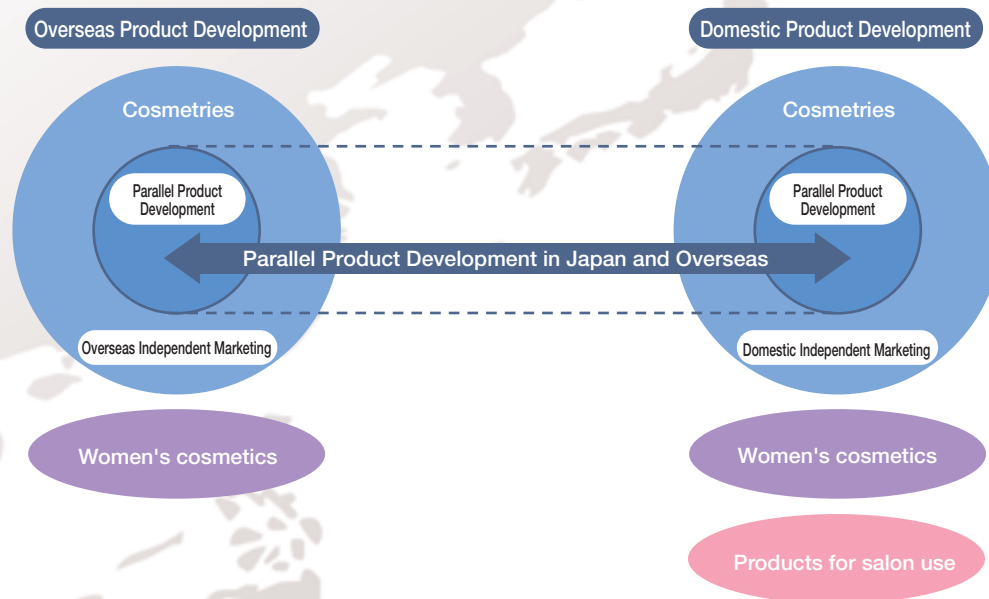 Overseas Product Development
Domestic Product Development
Cosmetries
Cosmetries
Parallel Product
Development
Parallel Product
Development
Parallel Product Development in Japan and Overseas
Overseas Independent Marketing
Domestic Independent Marketing
Women's cosmetics
Women's cosmetics
Products for salon use